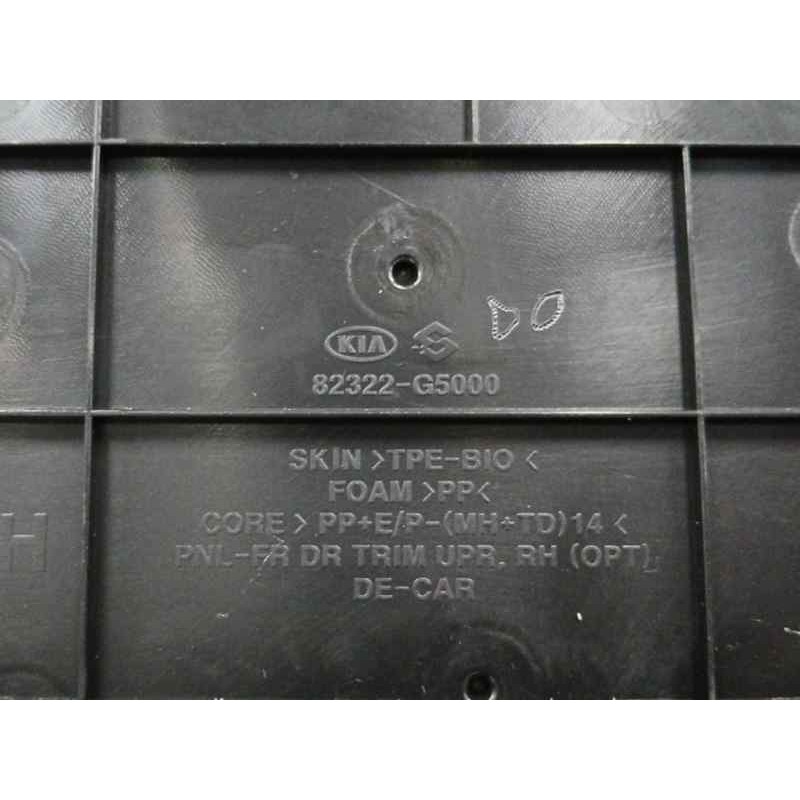 KIA
DO
82322-G5000
SKIN >TPE-BIO<
FOAM >PP<
CORE > PP+E/P-(MH+TD)14 <
PNL-FR DR TRIM UPR, RH (OPT)
DE-CAR
H